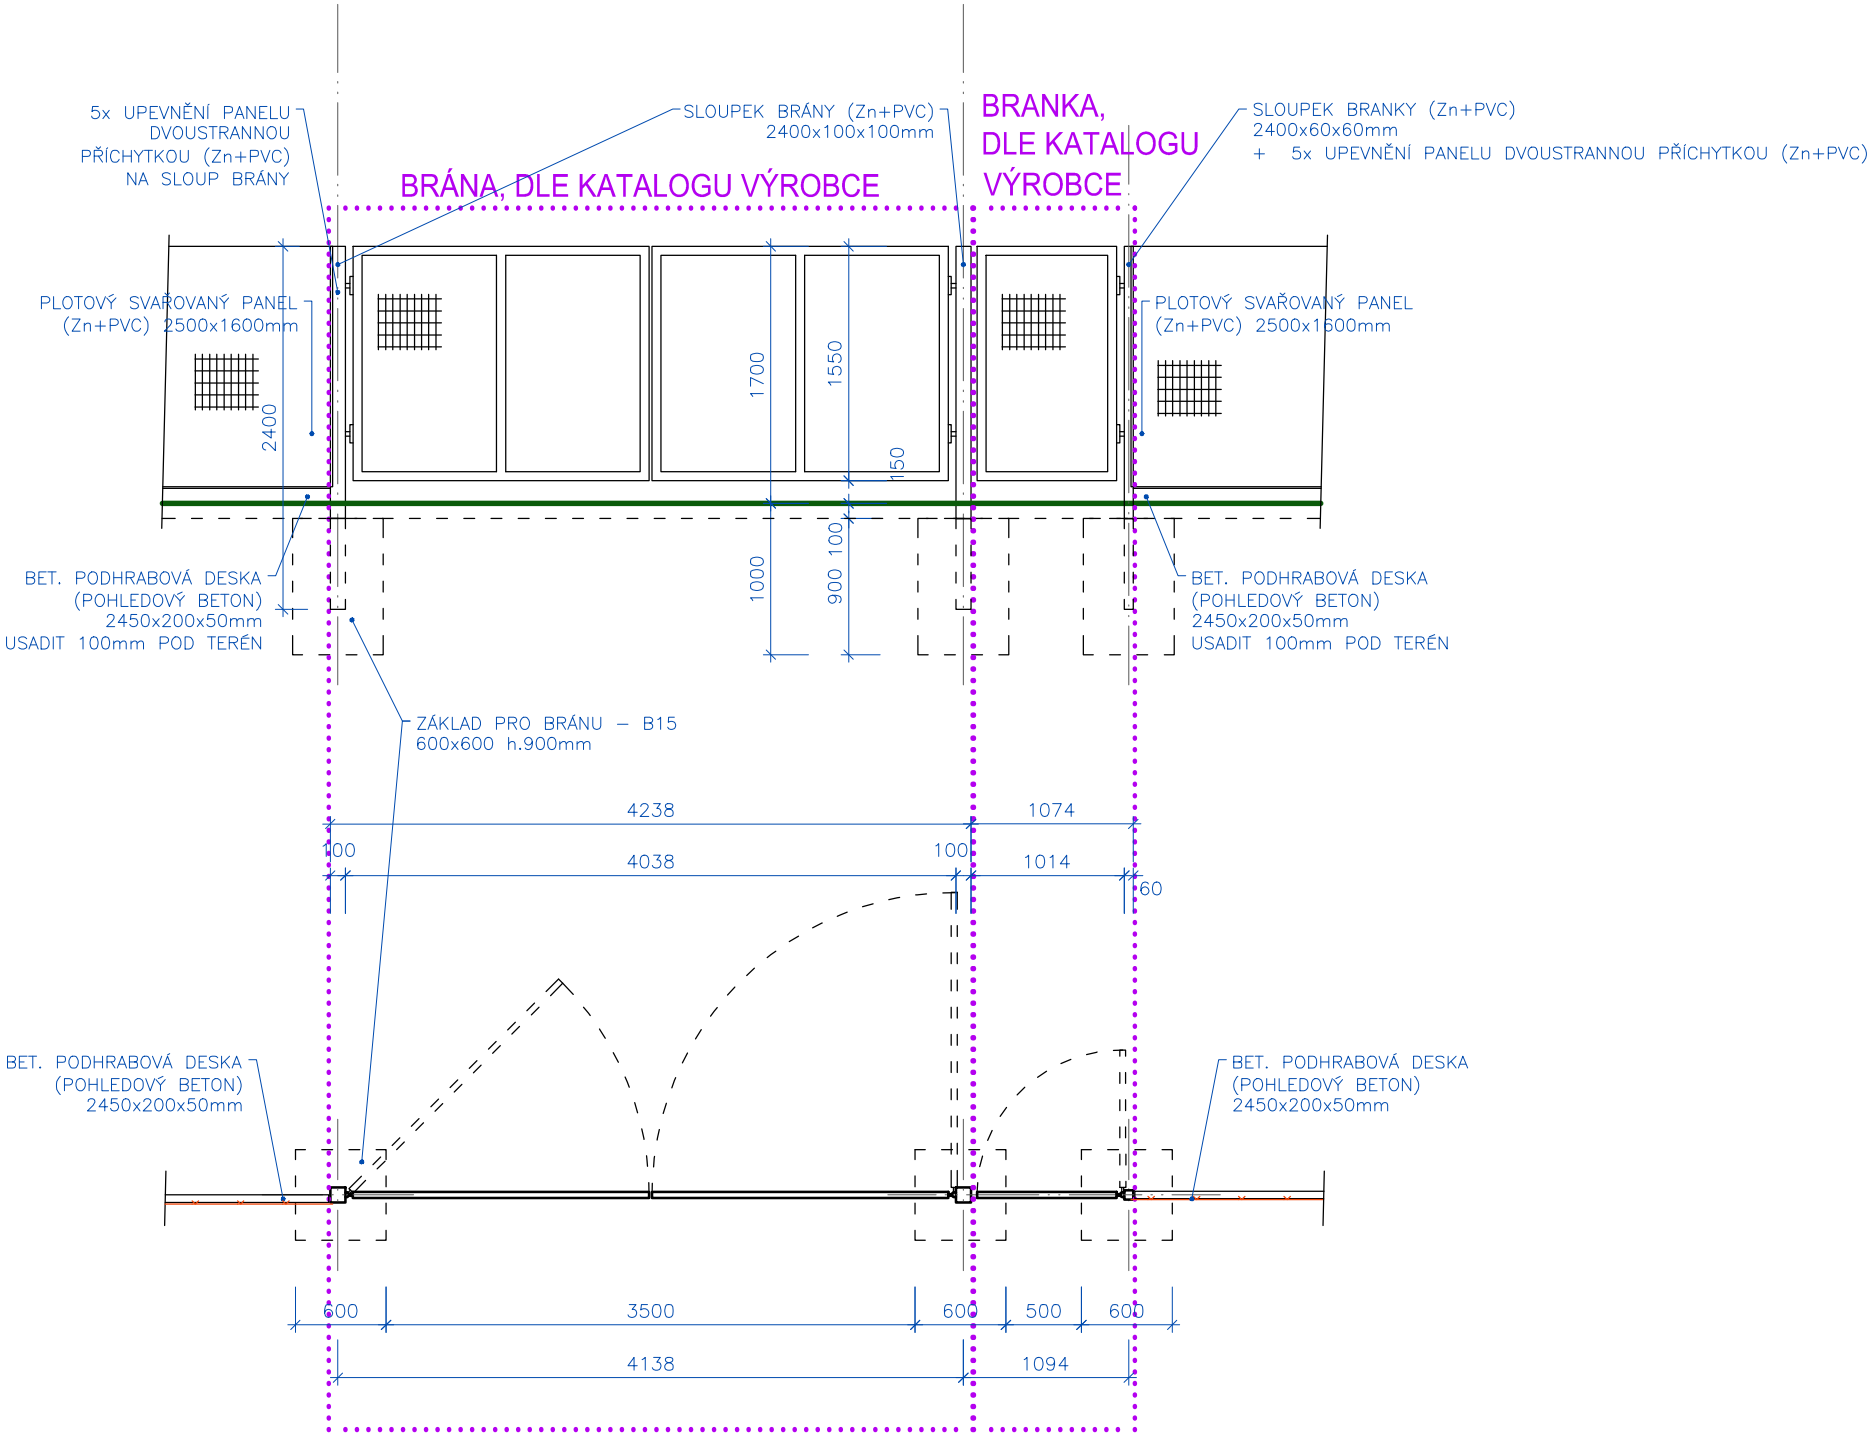 5x UPEVNĚNÍ PANELU
DVOUSTRANNOU
PŘÍCHYTKOU (Zn+PVC)
NA SLOUP BRÁNY
SLOUPEK BRÁNY (Zn+PVC)
2400x100x100mm
BRANKA,
DLE KATALOGU
VÝROBCE
SLOUPEK BRANKY (Zn+PVC)
2400x60x60mm
+ 5x UPEVNĚNÍ PANELU DVOUSTRANNOU PŘÍCHYTKOU (Zn+PVC)
BRÁNA, DLE KATALOGU VÝROBCE
PLOTOVÝ SVAŘOVANÝ PANEL
(Zn+PVC) 2500x1600mm
PLOTOVÝ SVAŘOVANÝ PANEL
(Zn+PVC) 2500x1600mm
2400
1700
1550
150
1000
900
100
BET. PODHRABOVÁ DESKA
(POHLEDOVÝ BETON)
2450x200x50mm
USADIT 100mm POD TERÉN
BET. PODHRABOVÁ DESKA
(POHLEDOVÝ BETON)
2450x200x50mm
USADIT 100mm POD TERÉN
ZÁKLAD PRO BRÁNU – B15
600x600 h.900mm
4238
1074
100
4038
100
1014
60
BET. PODHRABOVÁ DESKA
(POHLEDOVÝ BETON)
2450x200x50mm
BET. PODHRABOVÁ DESKA
(POHLEDOVÝ BETON)
2450x200x50mm
600
3500
600
500
600
4138
1094